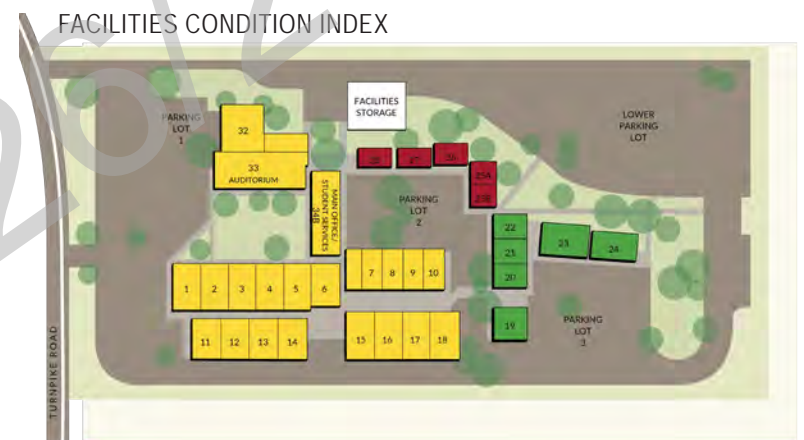 FACILITIES CONDITION INDEX
FACILITIES
STORAGE
PARKING
LOT
1
LOWER
PARKING
LOT
32
33
AUDITORIUM
MAIN OFFICE/
STUDENT SERVICES
34B
26
25A
25B
PARKING
LOT
2
22
21
20
23
24
1 2 3 4 5 6
7 8 9 10
11 12 13 14
15 16 17 18
19
PARKING
LOT
3
TURNPIKE ROAD